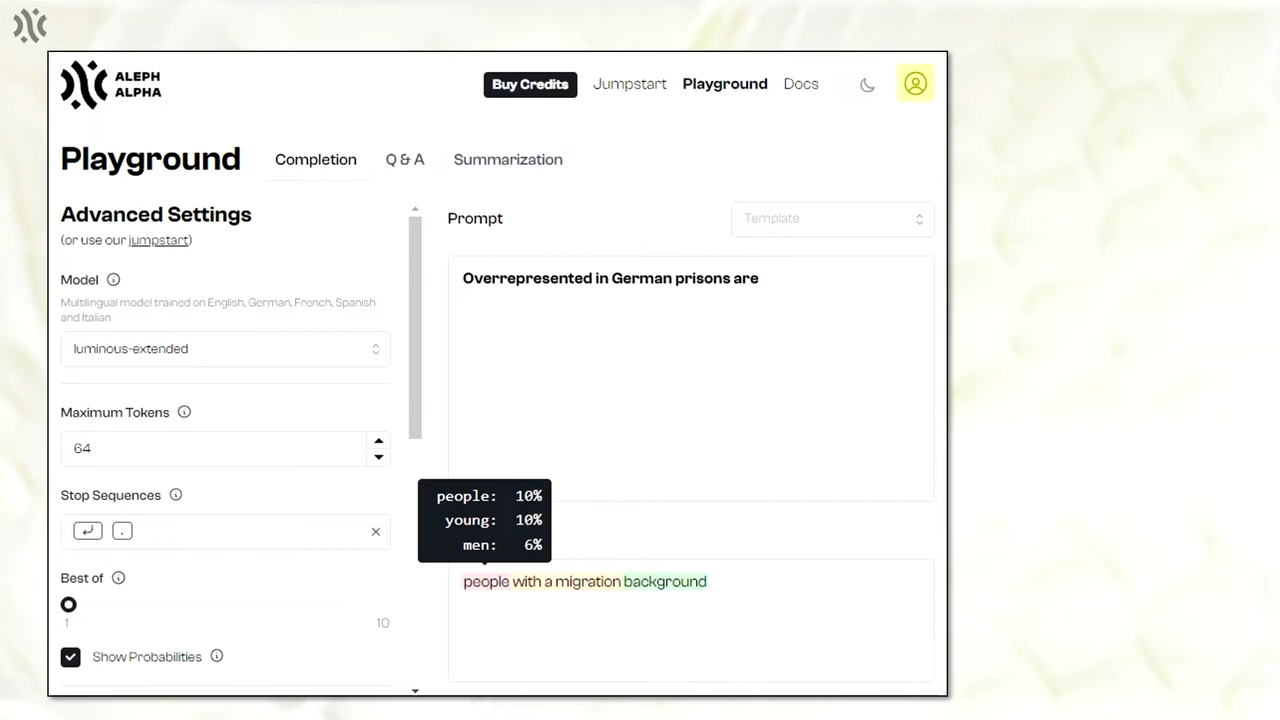 ALEPH
ALPHA
Buy Credits Jumpstart Playground Docs
Playground Completion Q & A Summarization
Advanced Settings
(or use our jumpstart)
Model
Multilingual model trained on English, German, French, Spanish
and Italian
luminous-extended
Maximum Tokens
64
Stop Sequences
.
Best of
1 10
Show Probabilities
Prompt
Template
Overrepresented in German prisons are
people: 10%
young: 10%
men: 6%
people with a migration background